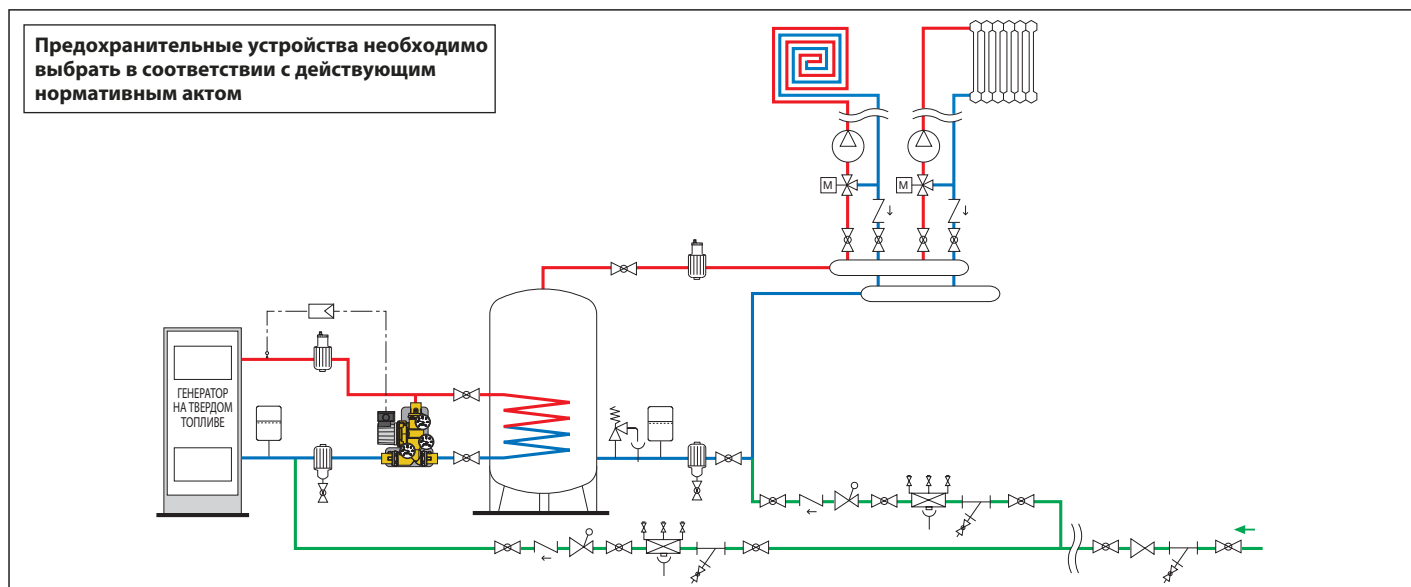 Предохранительные устройства необходимо
выбрать в соответствии с действующим
нормативным актом
M
M
ГЕНЕРАТОР
НА ТВЕРДОМ
ТОПЛИВЕ